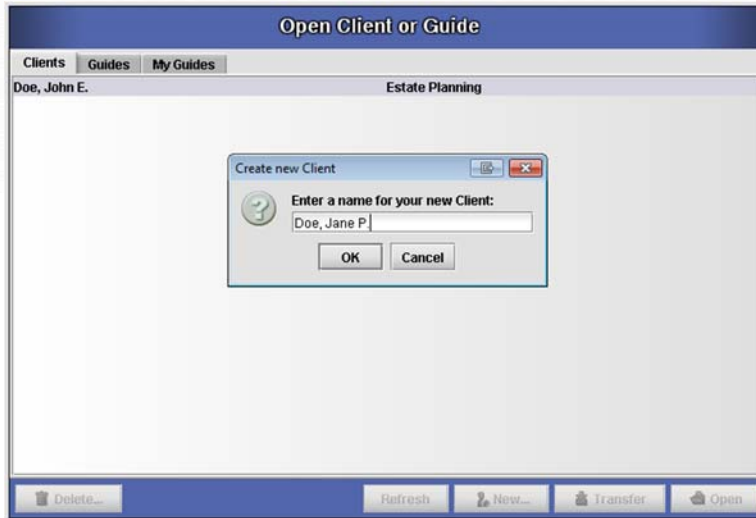 Open Client or Guide
Clients Guides My Guides
Doe, John E. Estate Planning
Create new Client
Enter a name for your new Client:
Doe, Jane P.
OK Cancel
Delete... Refresh New... Transfer Open